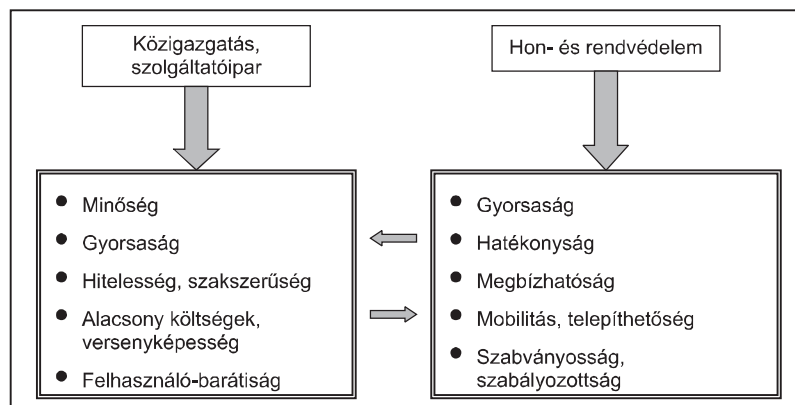 Közigazgatás,
szolgáltatóipar
Hon- és rendvédelem
• Minőség
• Gyorsaság
• Hitelesség, szakszerűség
• Alacsony költségek,
versenyképesség
• Felhasználó-barátiság
• Gyorsaság
• Hatékonyság
• Megbízhatóság
• Mobilitás, telepíthetőség
• Szabványosság,
szabályozottság